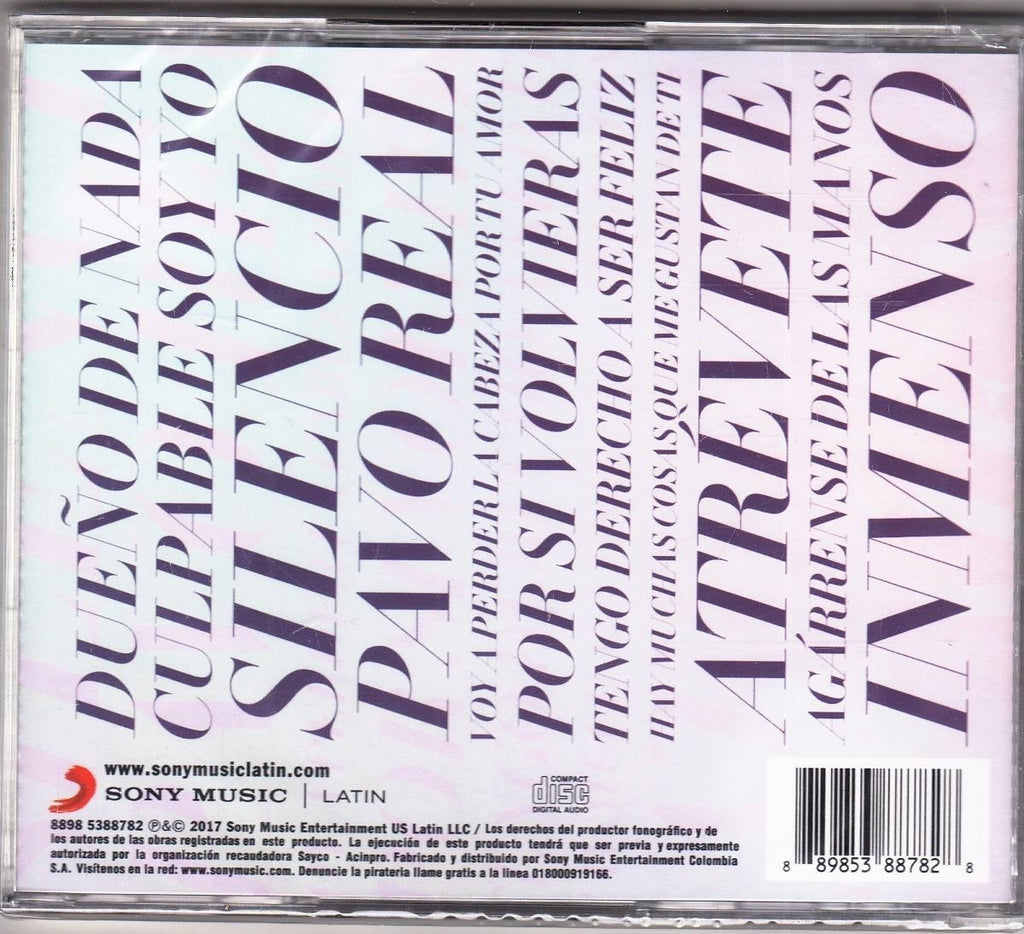 DUEÑO DE NADA
CULPABLE SOY YO
SILENCIO
PAVO REAL
VOY A PERDER LA CABEZA POR TU AMOR
POR SI VOLVIERAS
TENGO DERECHO A SER FELIZ
HAY MUCHAS COSAS QUE ME GUSTAN DE TI
ATRÉVETE
AGÁRRENSE DE LAS MANOS
INMENSO
www.sonymusiclatin.com
SONY MUSIC | LATIN
COMPACT
disc
DIGITAL AUDIO
8898 5388782 ℗&© 2017 Sony Music Entertainment US Latin LLC / Los derechos del productor fonográfico y de
los autores de las obras registradas en este producto. La ejecución de este producto tendrá que ser previa y expresamente
autorizada por la organización recaudadora Sayco - Acinpro. Fabricado y distribuido por Sony Music Entertainment Colombia
S.A. Visítenos en la red: www.sonymusic.com. Denuncie la pirateria llame gratis a la linea 018000919166.
8 89853 88782 8